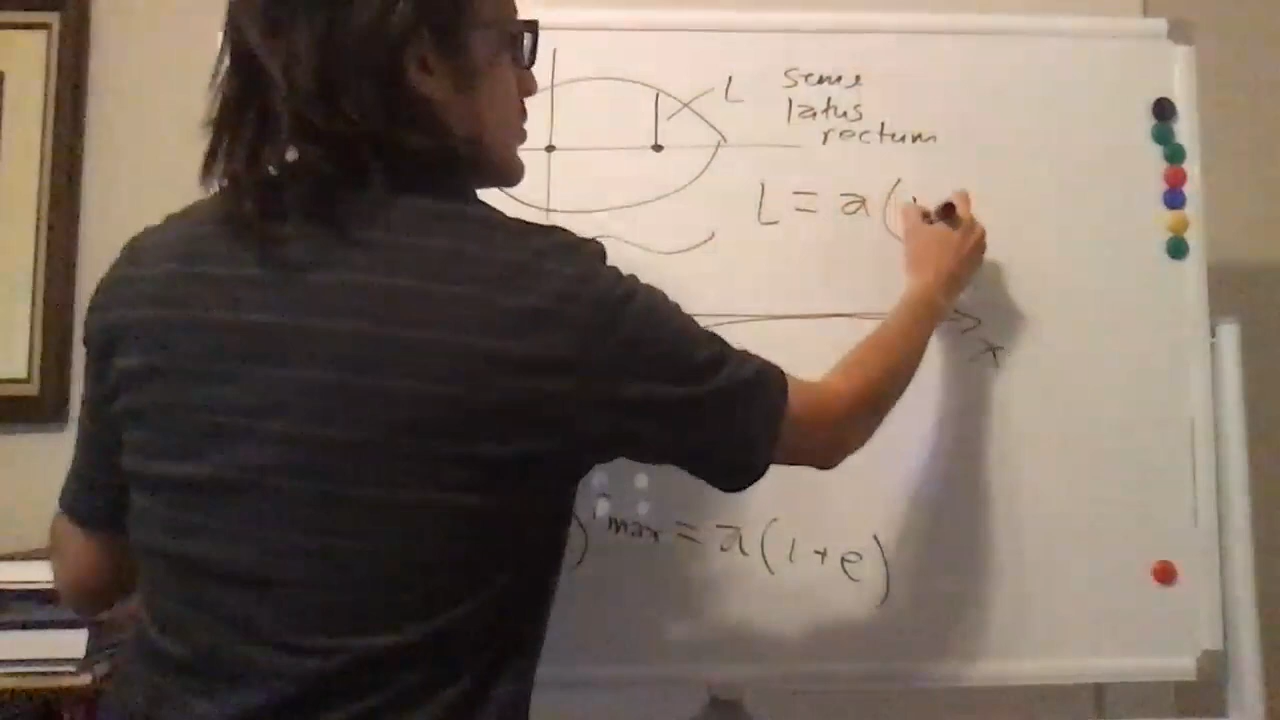 L semi
latus
rectum
L = a (
x
r max = a (1 + e)